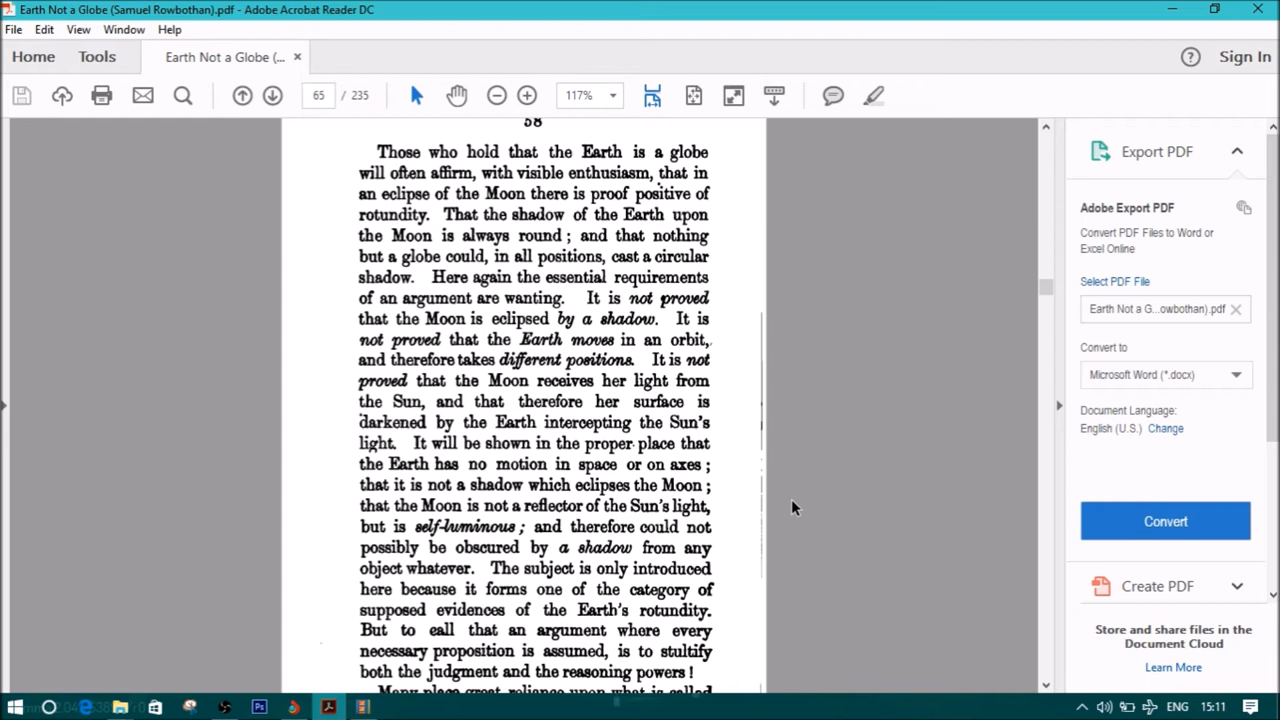 Earth Not a Globe (Samuel Rowbothan).pdf - Adobe Acrobat Reader DC
File Edit View Window Help
Home Tools Earth Not a Globe (... × Sign In
65 / 235 117%
58
Those who hold that the Earth is a globe
will often affirm, with visible enthusiasm, that in
an eclipse of the Moon there is proof positive of
rotundity. That the shadow of the Earth upon
the Moon is always round ; and that nothing
but a globe could, in all positions, cast a circular
shadow. Here again the essential requirements
of an argument are wanting. It is not proved
that the Moon is eclipsed by a shadow. It is
not proved that the Earth moves in an orbit,
and therefore takes different positions. It is not
proved that the Moon receives her light from
the Sun, and that therefore her surface is
darkened by the Earth intercepting the Sun's
light. It will be shown in the proper place that
the Earth has no motion in space or on axes ;
that it is not a shadow which eclipses the Moon ;
that the Moon is not a reflector of the Sun's light,
but is self-luminous ; and therefore could not
possibly be obscured by a shadow from any
object whatever. The subject is only introduced
here because it forms one of the category of
supposed evidences of the Earth's rotundity.
But to call that an argument where every
necessary proposition is assumed, is to stultify
both the judgment and the reasoning powers !
Many place great reliance upon what is called
Export PDF
Adobe Export PDF
Convert PDF Files to Word or
Excel Online
Select PDF File
Earth Not a G...owbothan).pdf
Convert to
Microsoft Word (*.docx)
Document Language:
English (U.S.) Change
Convert
Create PDF
Store and share files in the
Document Cloud
Learn More
ENG 15:11